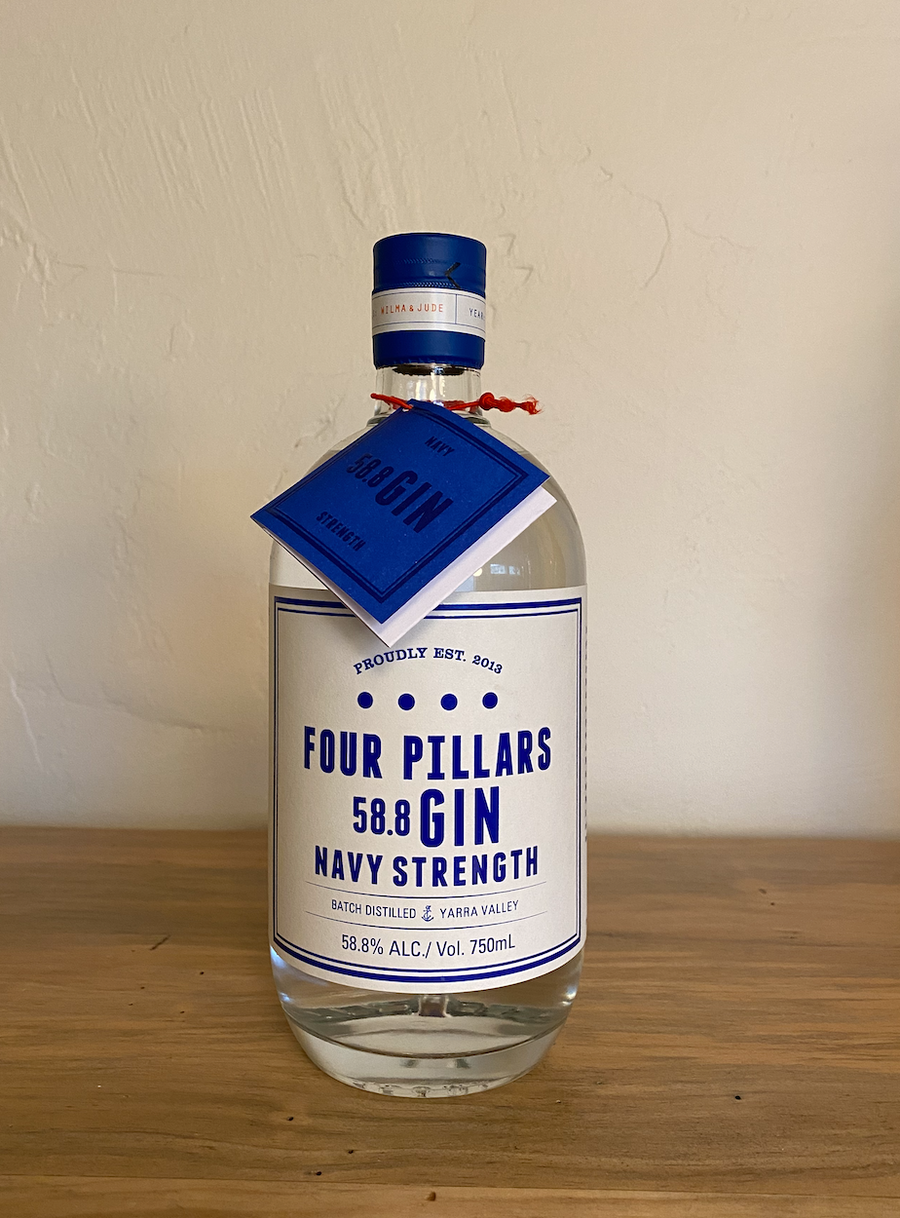 WILMA & JUDE
NAVY
58.8 GIN
STRENGTH
PROUDLY EST. 2013
FOUR PILLARS
58.8 GIN
NAVY STRENGTH
BATCH DISTILLED YARRA VALLEY
58.8% ALC./ Vol. 750mL